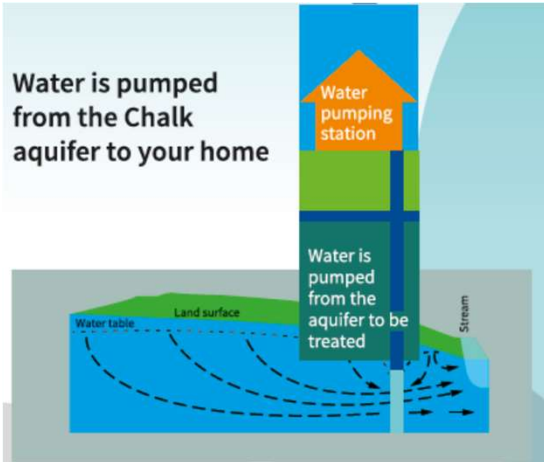 Water is pumped
from the Chalk
aquifer to your home
Water
pumping
station
Water is
pumped
from the
aquifer to be
treated
Land surface
Water table
Stream